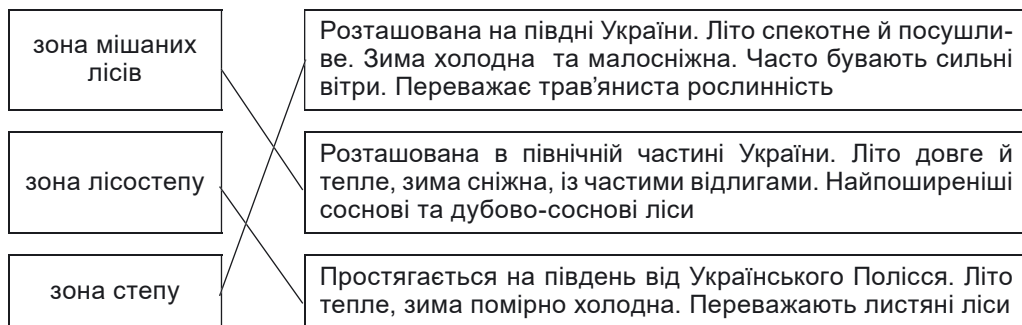 зона мішаних
лісів
Розташована на півдні України. Літо спекотне й посушли-
ве. Зима холодна та малосніжна. Часто бувають сильні
вітри. Переважає трав’яниста рослинність
зона лісостепу
Розташована в північній частині України. Літо довге й
тепле, зима сніжна, із частими відлигами. Найпоширеніші
соснові та дубово-соснові ліси
зона степу
Простягається на південь від Українського Полісся. Літо
тепле, зима помірно холодна. Переважають листяні ліси